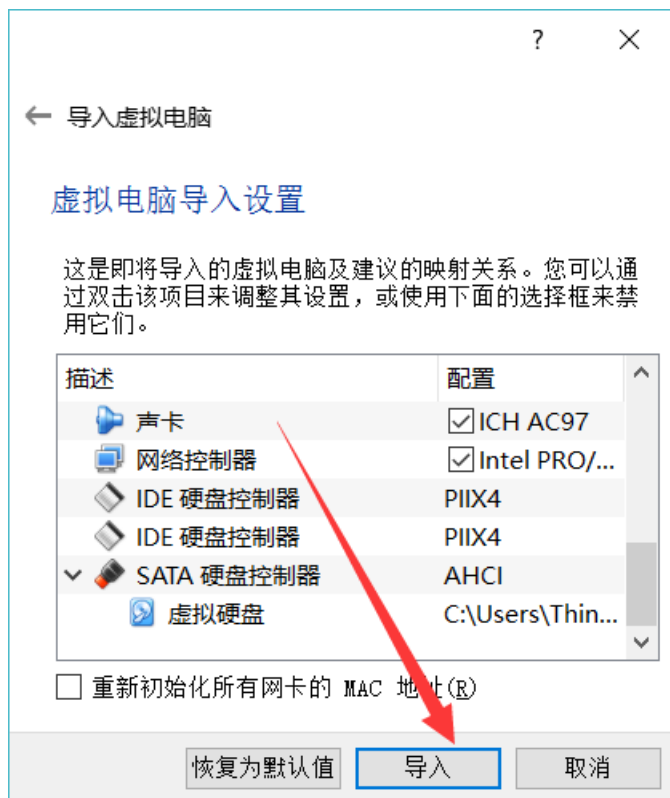 ?
导入虚拟电脑
虚拟电脑导入设置
这是即将导入的虚拟电脑及建议的映射关系。您可以通
过双击该项目来调整其设置，或使用下面的选择框来禁
用它们。
描述 配置
声卡 ICH AC97
网络控制器 Intel PRO/...
IDE 硬盘控制器 PIIX4
IDE 硬盘控制器 PIIX4
SATA 硬盘控制器 AHCI
虚拟硬盘 C:\Users\Thin...
重新初始化所有网卡的 MAC 地址(R)
恢复为默认值 导入 取消